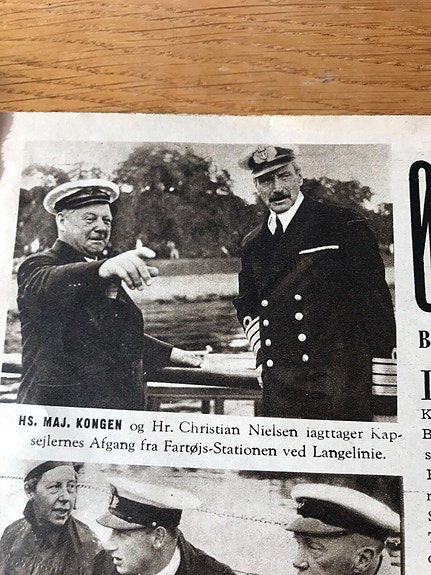 HS. MAJ. KONGEN og Hr. Christian Nielsen iagttager Kap-
sejlernes Afgang fra Fartøjs-Stationen ved Langelinie.
B
K
B
s
S
T